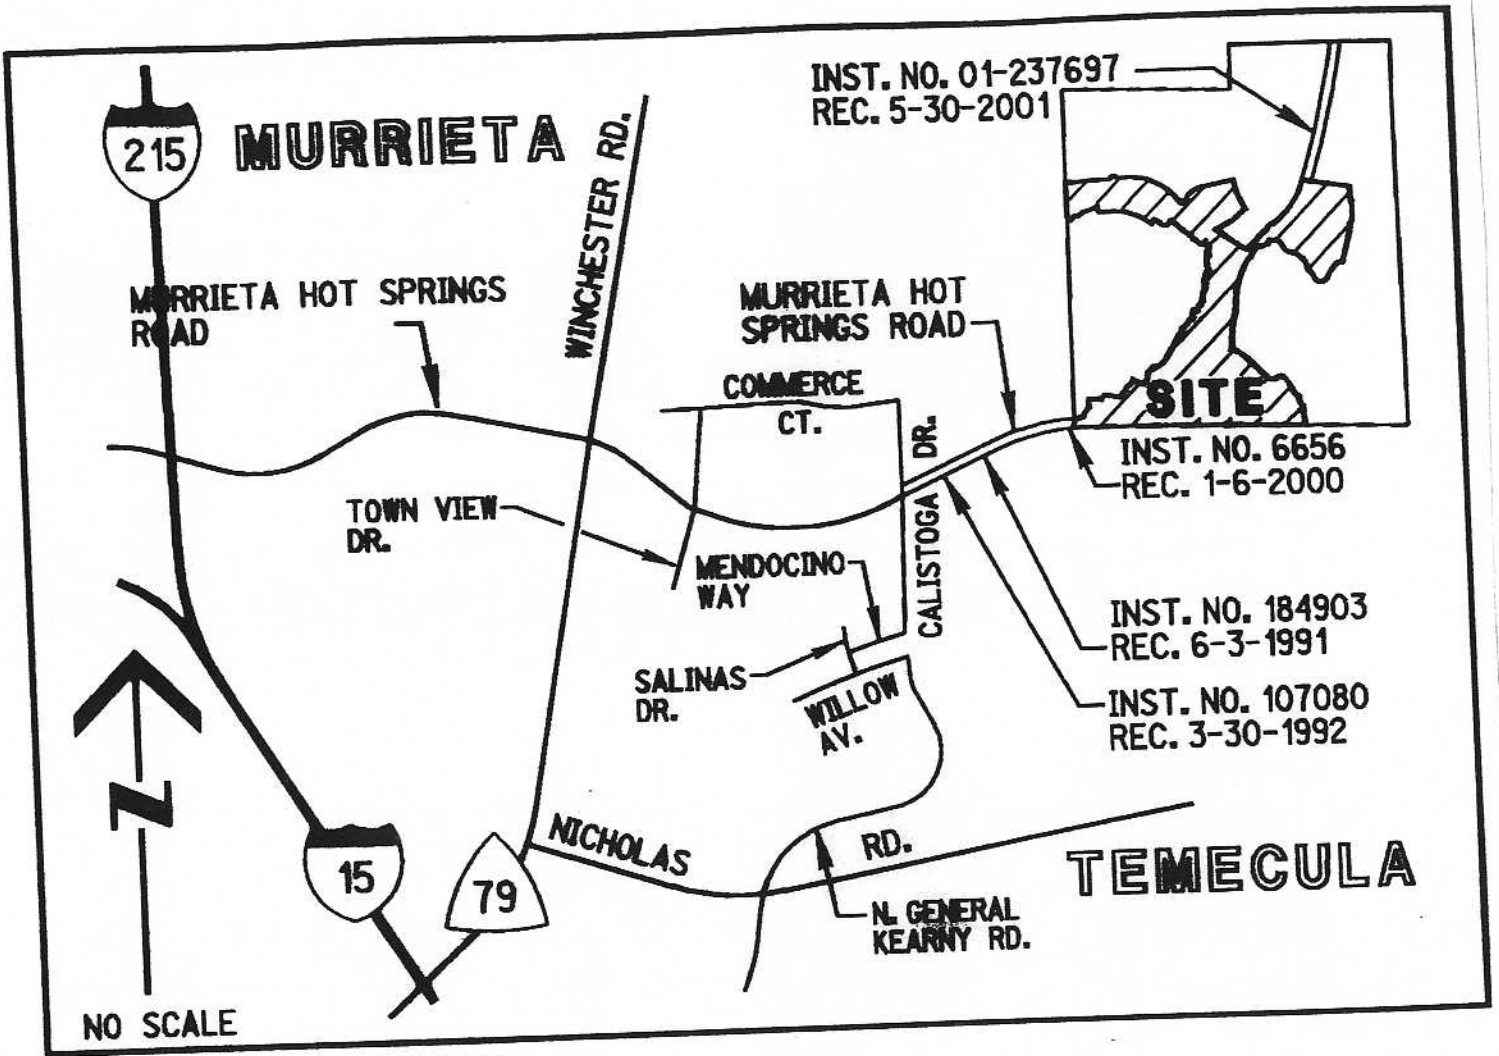 INST. NO. 01-237697
REC. 5-30-2001
215
MURRIETA
WINCHESTER RD.
MURRIETA HOT SPRINGS
ROAD
MURRIETA HOT
SPRINGS ROAD
COMMERCE
CT.
SITE
CALISTOGA DR.
INST. NO. 6656
REC. 1-6-2000
TOWN VIEW
DR.
MENDOCINO
WAY
INST. NO. 184903
REC. 6-3-1991
SALINAS
DR.
WILLOW
AV.
INST. NO. 107080
REC. 3-30-1992
N
15
79
NICHOLAS RD.
TEMECULA
N. GENERAL
KEARNY RD.
NO SCALE